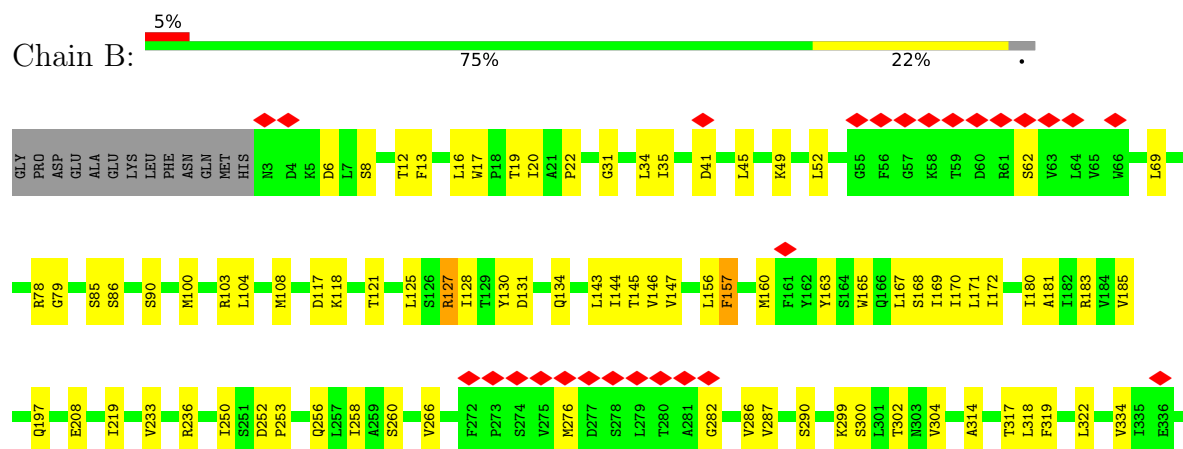 5%
Chain B:
75% 22% •
GLY PRO ASP GLU ALA GLU LYS LEU PHE ASN GLN MET HIS N3 D4 K5 D6 L7 S8 T12 F13 L16 W17 P18 T19 I20 A21 P22 G31 L34 I35 D41 L45 K49 L52 G55 F56 G57 K58 T59 D60 R61 S62 V63 L64 V65 W66 L69
R78 G79 S85 S86 S90 M100 R103 L104 M108 D117 K118 T121 L125 S126 R127 I128 T129 Y130 D131 Q134 L143 I144 T145 V146 V147 L156 F157 M160 F161 Y162 Y163 S164 W165 Q166 L167 S168 I169 I170 L171 I172 I180 A181 I182 R183 V184 V185
Q197 E208 I219 V233 R236 I250 S251 D252 P253 Q256 L257 I258 A259 S260 V266 F272 P273 S274 V275 M276 D277 S278 L279 T280 A281 G282 V286 V287 S290 K299 S300 L301 T302 N303 V304 A314 T317 L318 F319 L322 V334 I335 E336